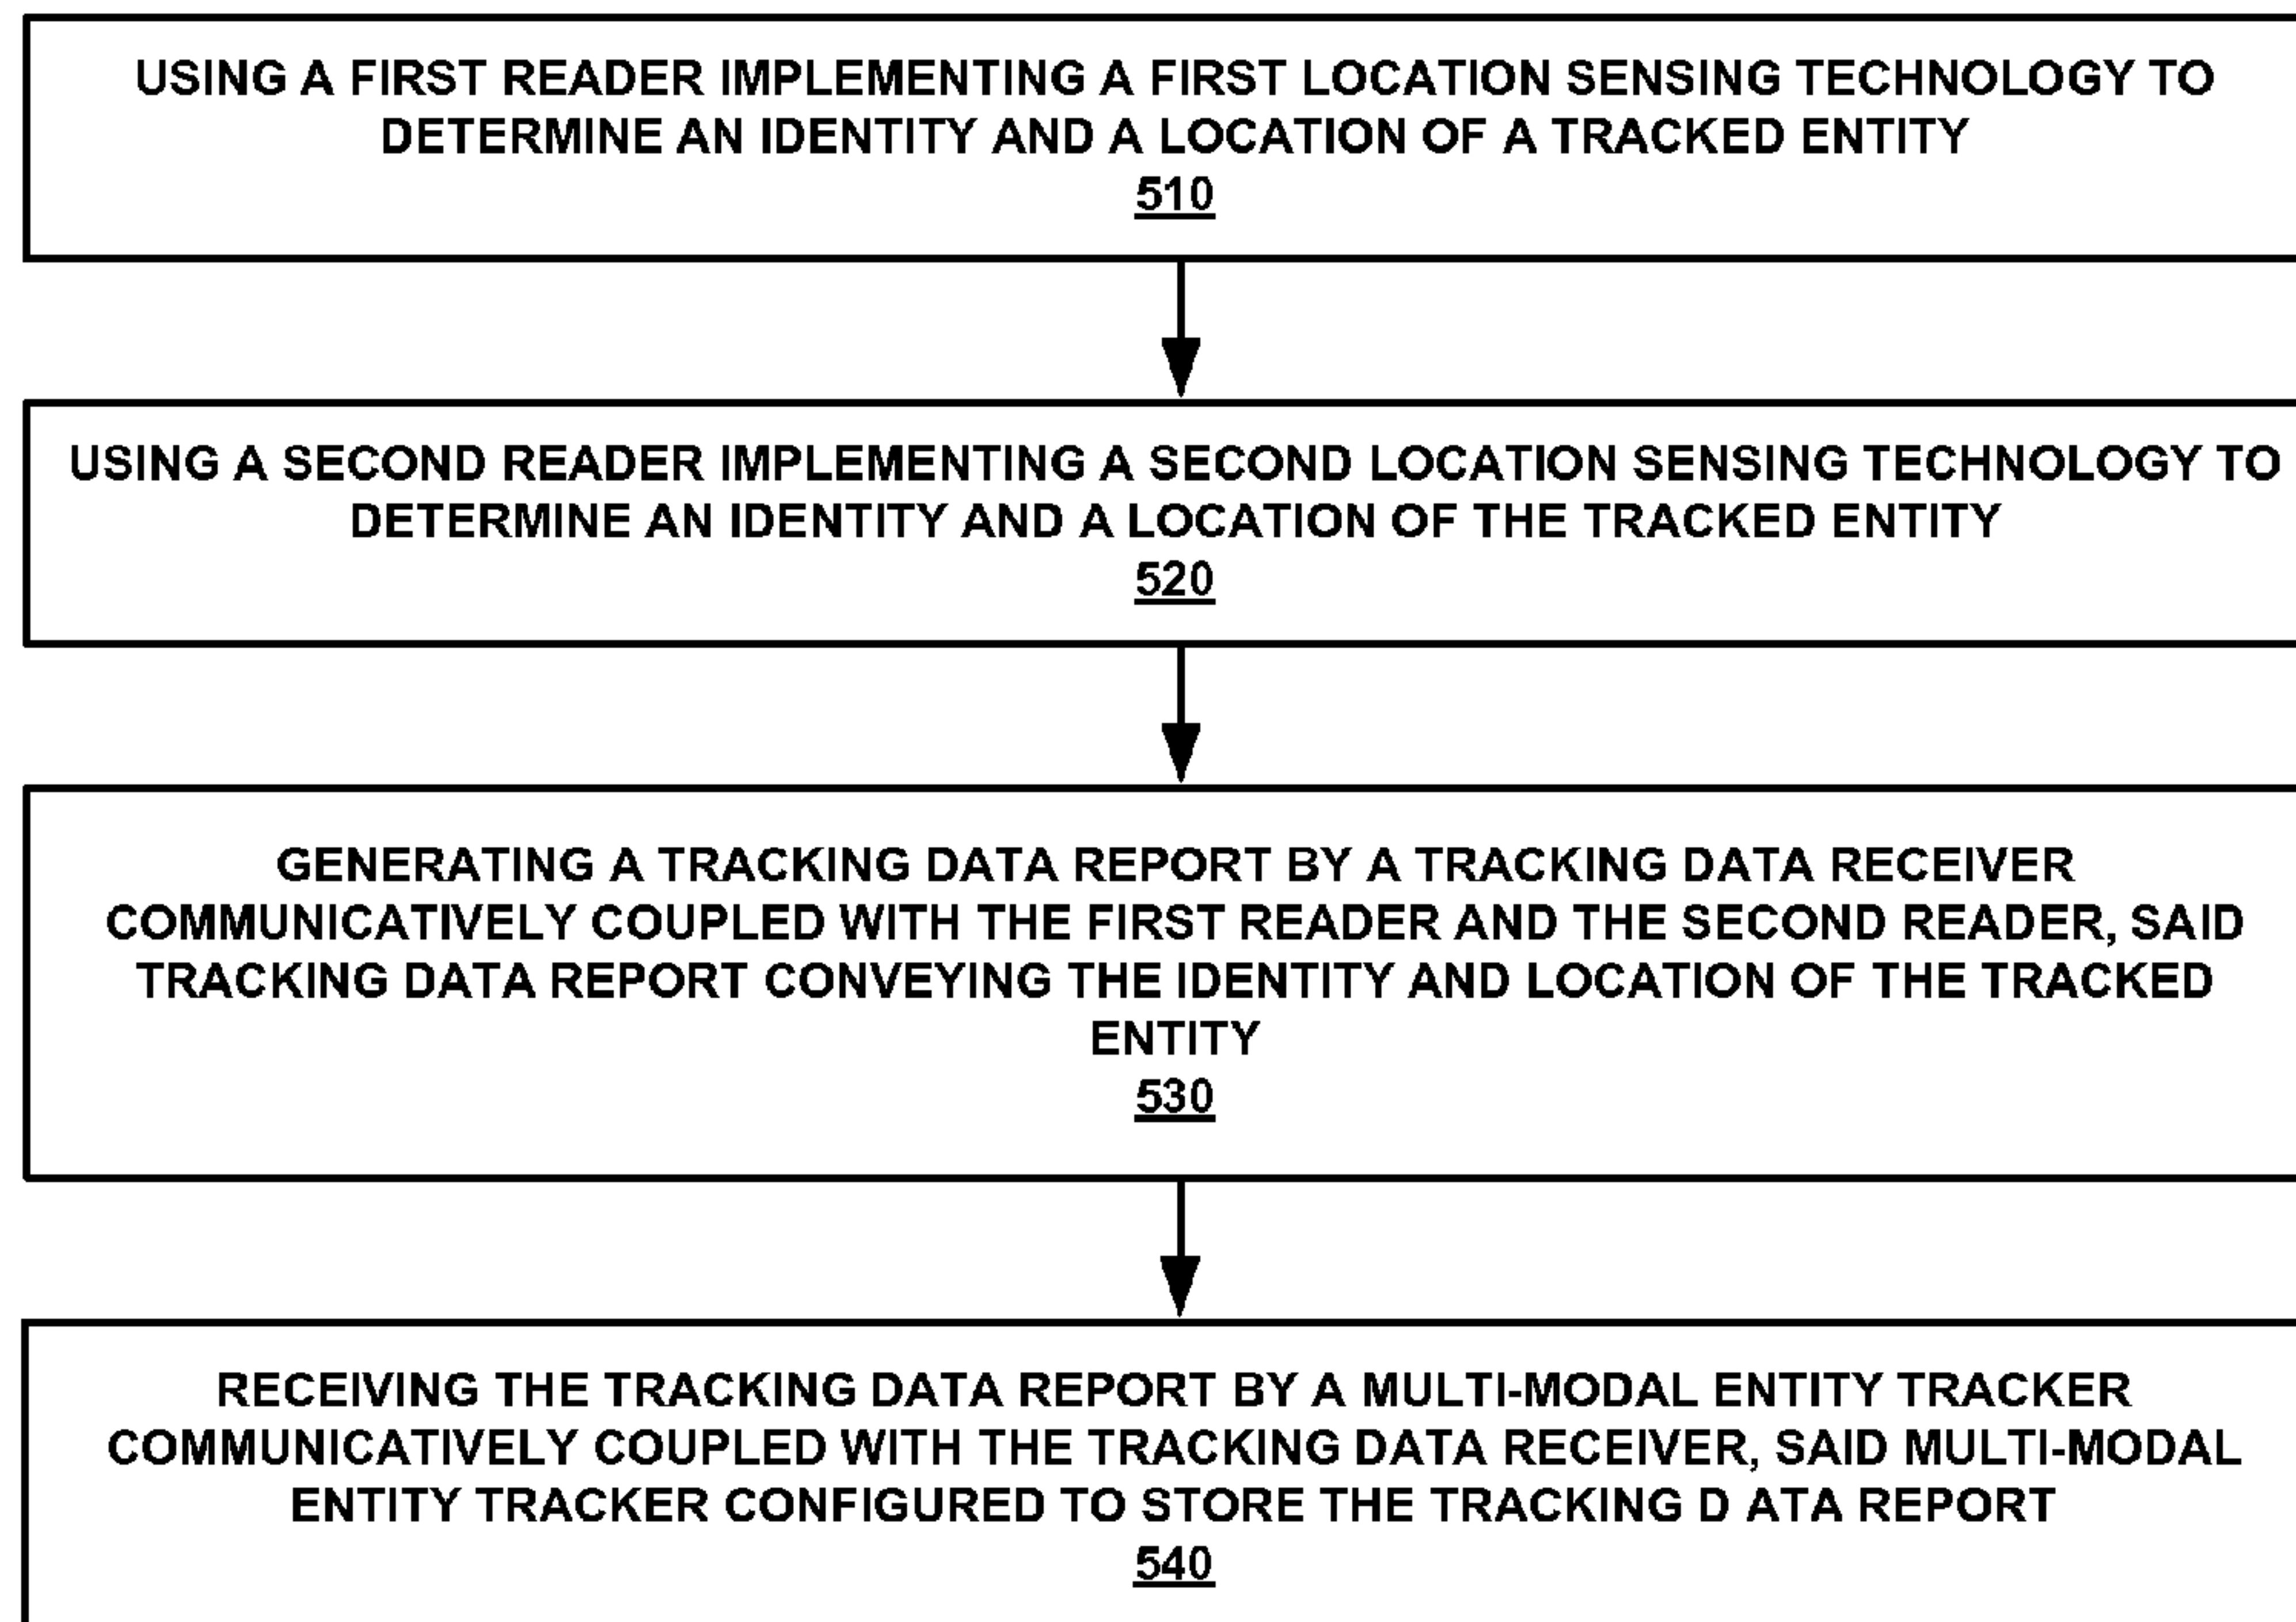 USING A FIRST READER IMPLEMENTING A FIRST LOCATION SENSING TECHNOLOGY TO
DETERMINE AN IDENTITY AND A LOCATION OF A TRACKED ENTITY
510
USING A SECOND READER IMPLEMENTING A SECOND LOCATION SENSING TECHNOLOGY TO
DETERMINE AN IDENTITY AND A LOCATION OF THE TRACKED ENTITY
520
GENERATING A TRACKING DATA REPORT BY A TRACKING DATA RECEIVER
COMMUNICATIVELY COUPLED WITH THE FIRST READER AND THE SECOND READER, SAID
TRACKING DATA REPORT CONVEYING THE IDENTITY AND LOCATION OF THE TRACKED
ENTITY
530
RECEIVING THE TRACKING DATA REPORT BY A MULTI-MODAL ENTITY TRACKER
COMMUNICATIVELY COUPLED WITH THE TRACKING DATA RECEIVER, SAID MULTI-MODAL
ENTITY TRACKER CONFIGURED TO STORE THE TRACKING D ATA REPORT
540